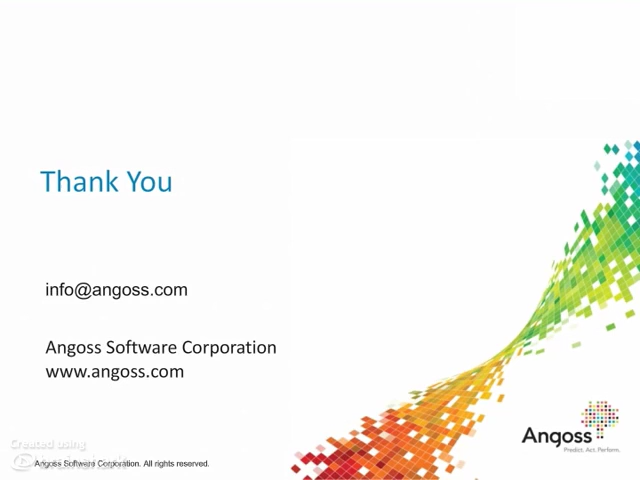 Thank You
info@angoss.com
Angoss Software Corporation
www.angoss.com
Angoss
Predict. Act. Perform.
Created using
Angoss Software Corporation. All rights reserved.